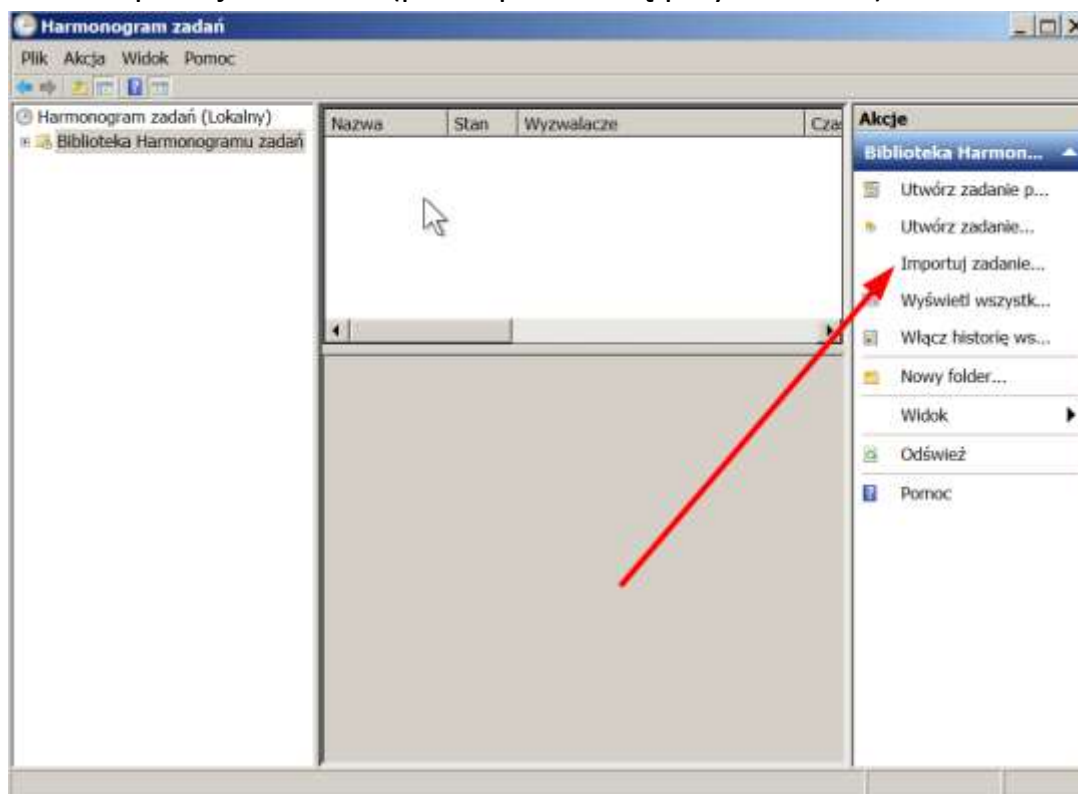 Harmonogram zadań
Plik Akcja Widok Pomoc
Harmonogram zadań (Lokalny)
Biblioteka Harmonogramu zadań
Nazwa Stan Wyzwalacze Cza
Akcje
Biblioteka Harmon...
Utwórz zadanie p...
Utwórz zadanie...
Importuj zadanie...
Wyświetl wszystk...
Włącz historię ws...
Nowy folder...
Widok
Odśwież
Pomoc